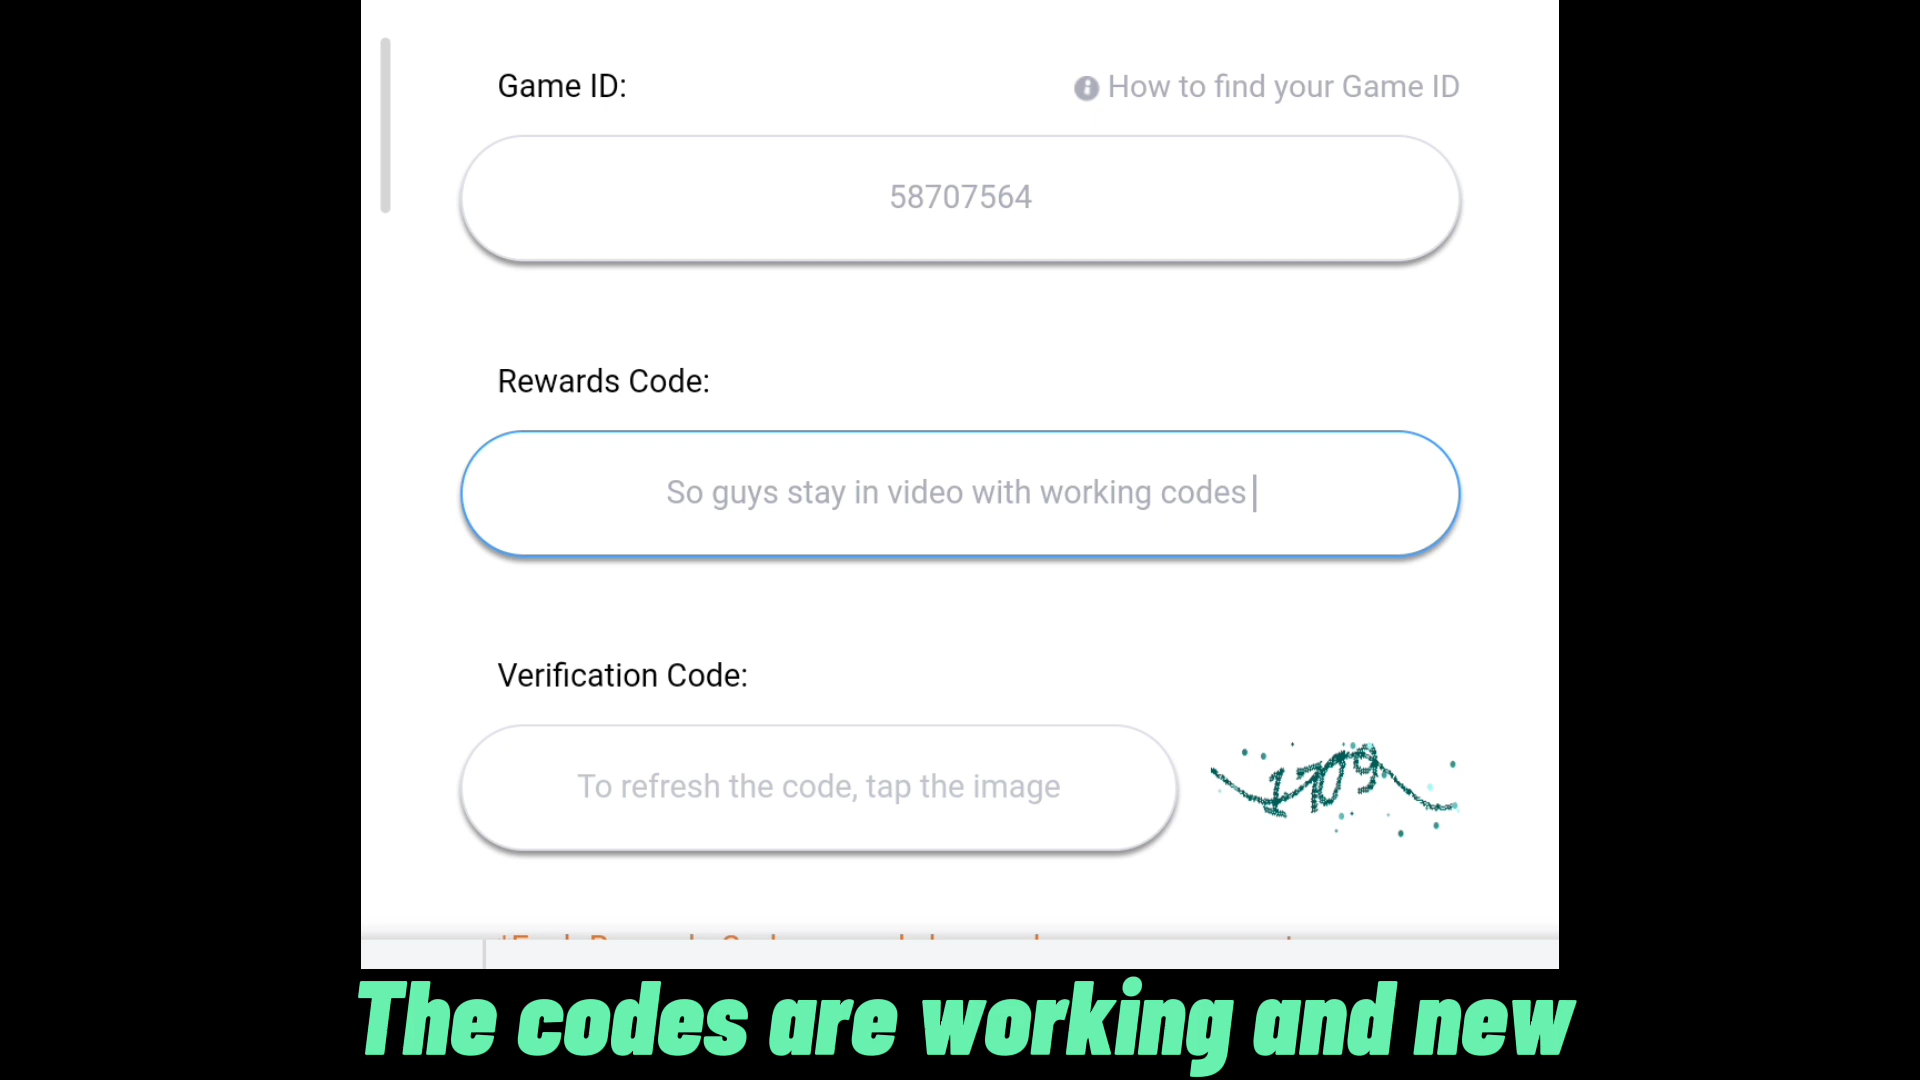 Game ID:
How to find your Game ID
58707564
Rewards Code:
So guys stay in video with working codes
Verification Code:
To refresh the code, tap the image
1709
The codes are working and new